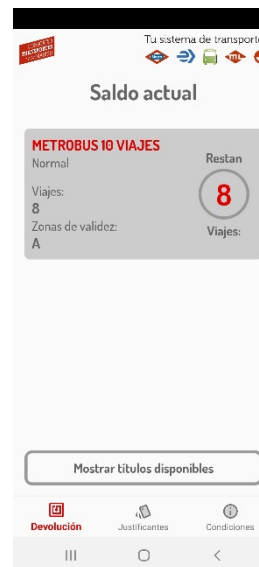 Tu sistema de transporte
Saldo actual
METROBUS 10 VIAJES
Normal
Restan
Viajes:
8
8
Zonas de validez:
Viajes:
A
Mostrar títulos disponibles
Devolución
Justificantes
Condiciones